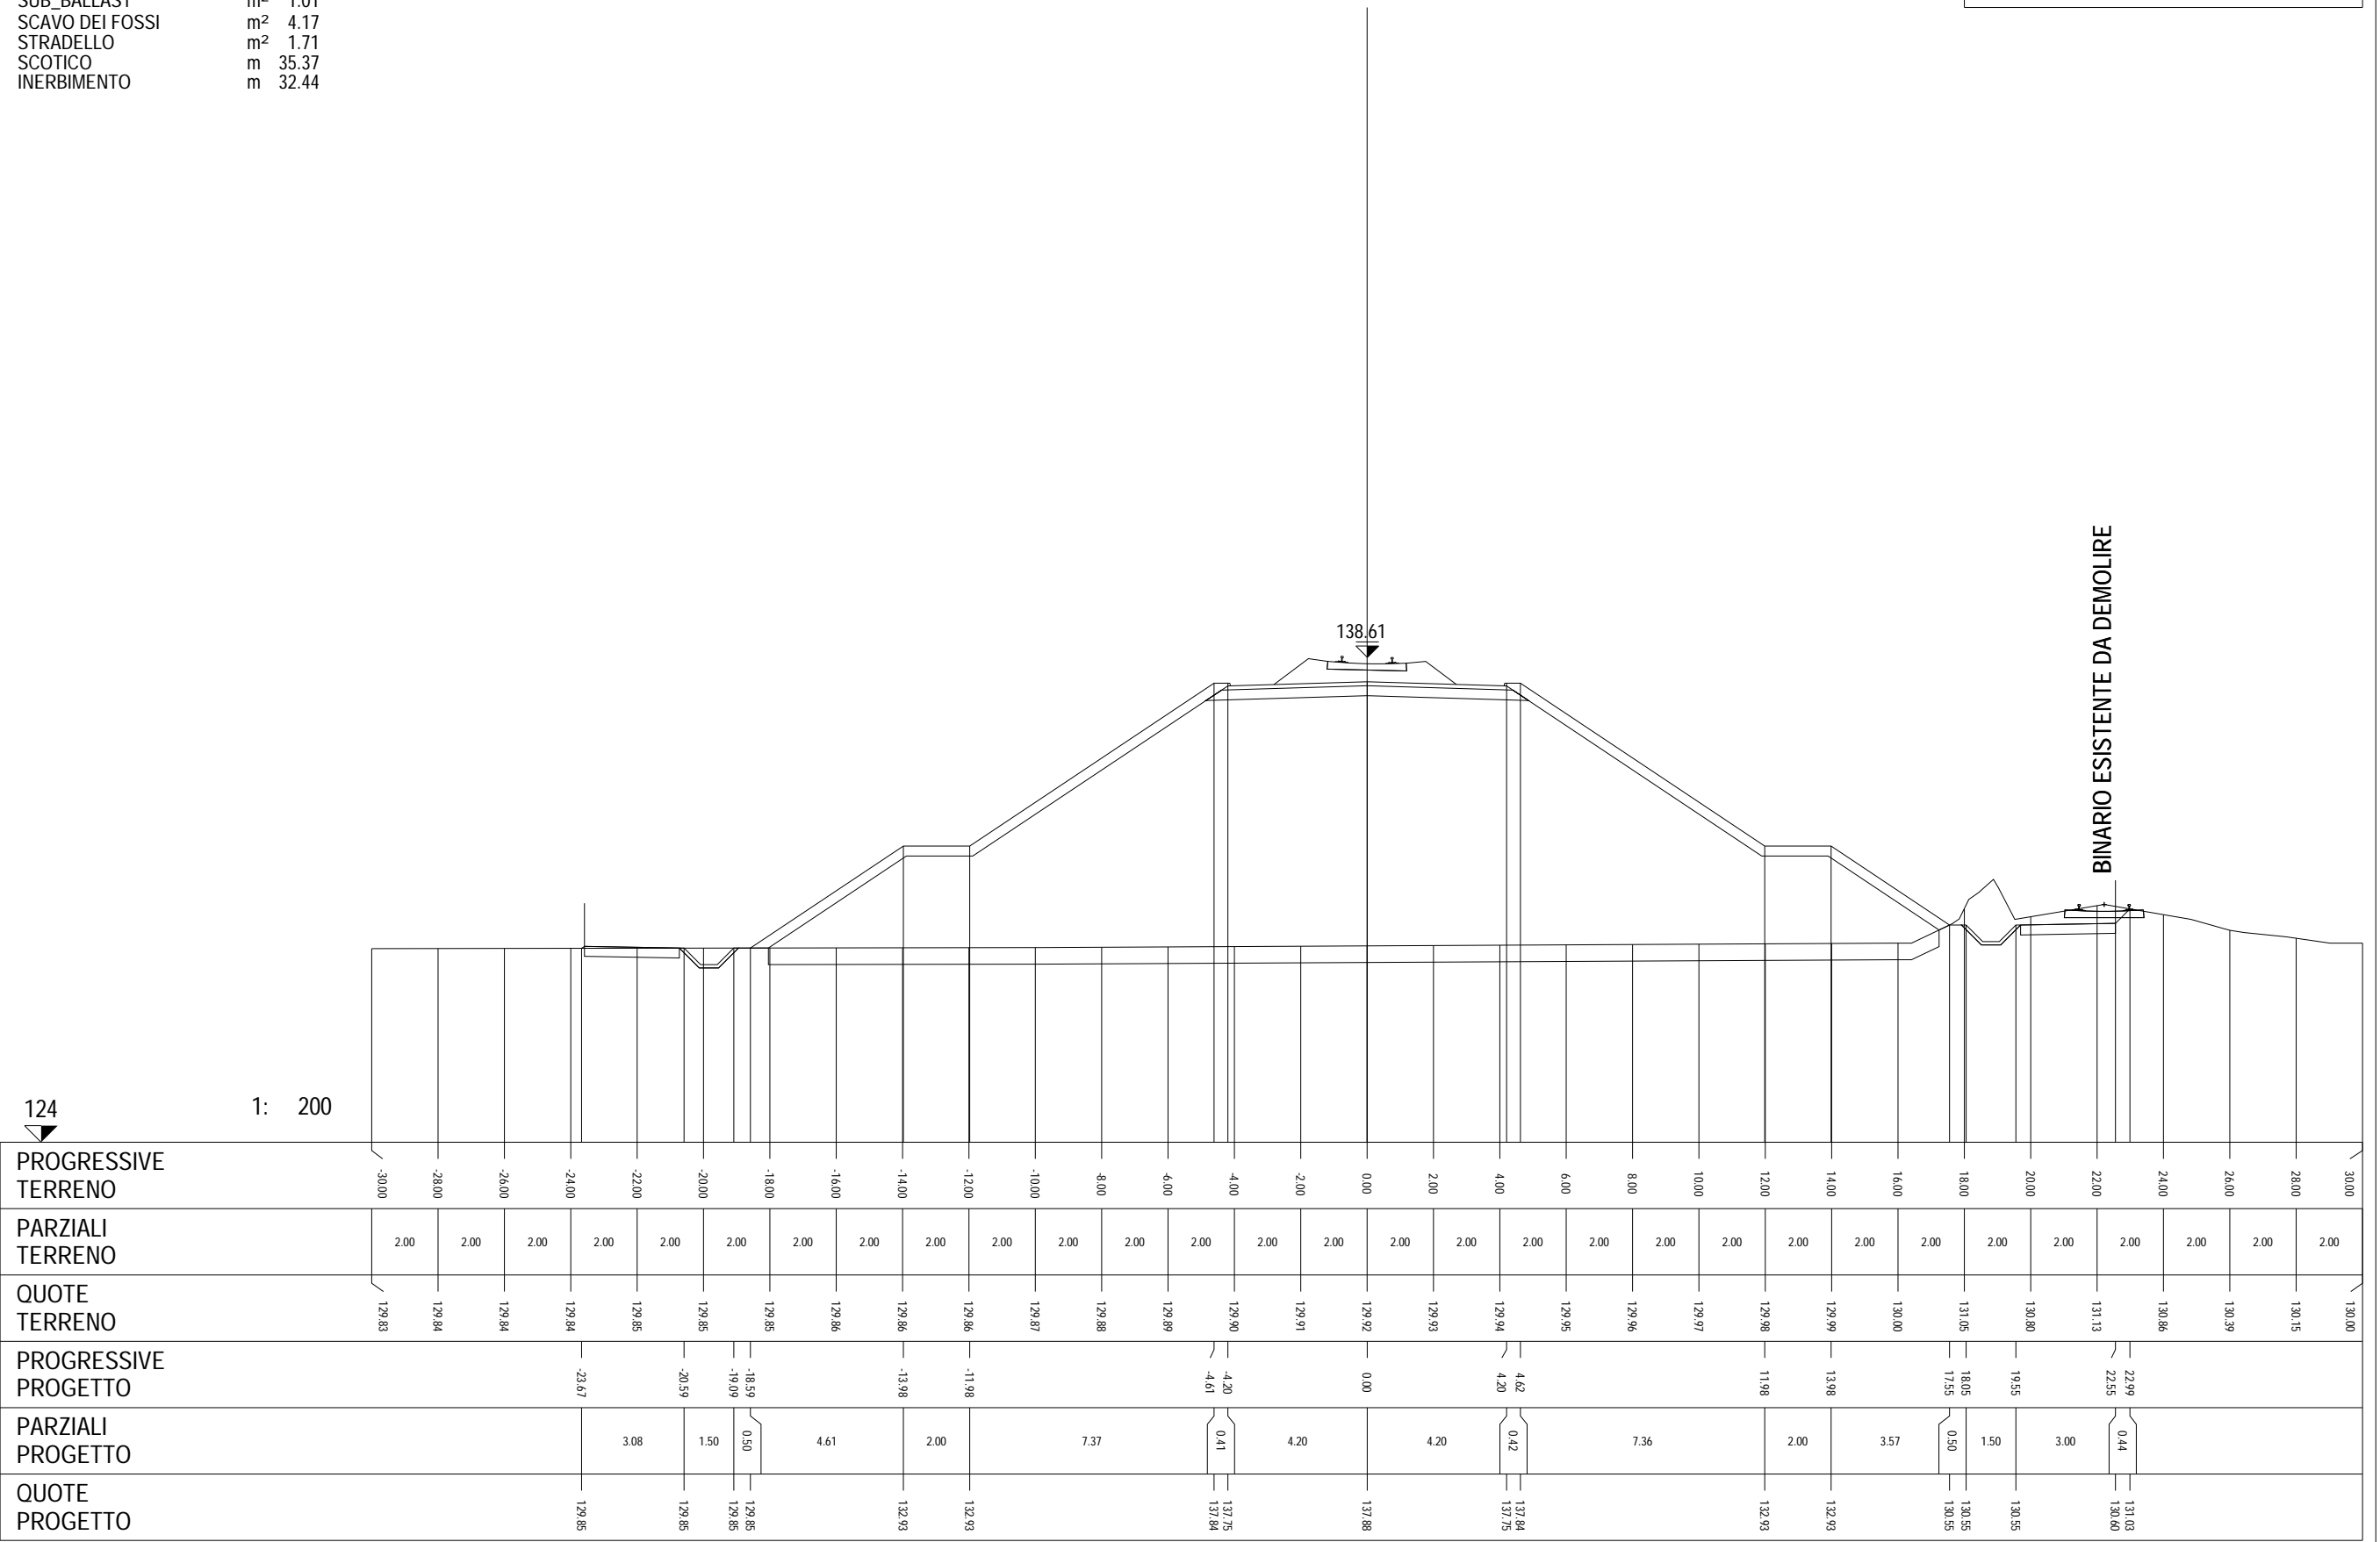 SUB_BALLAST m² 1.01
SCAVO DEI FOSSI m² 4.17
STRADELLO m² 1.71
SCOTICO m 35.37
INERBIMENTO m 32.44
138.61
BINARIO ESISTENTE DA DEMOLIRE
124 1: 200
PROGRESSIVE
TERRENO
-30.00 -28.00 -26.00 -24.00 -22.00 -20.00 -18.00 -16.00 -14.00 -12.00 -10.00 -8.00 -6.00 -4.00 -2.00 0.00 2.00 4.00 6.00 8.00 10.00 12.00 14.00 16.00 18.00 20.00 22.00 24.00 26.00 28.00 30.00
PARZIALI
TERRENO
2.00 2.00 2.00 2.00 2.00 2.00 2.00 2.00 2.00 2.00 2.00 2.00 2.00 2.00 2.00 2.00 2.00 2.00 2.00 2.00 2.00 2.00 2.00 2.00 2.00 2.00 2.00 2.00 2.00 2.00
QUOTE
TERRENO
129.83 129.84 129.84 129.84 129.85 129.85 129.85 129.86 129.86 129.86 129.87 129.88 129.89 129.90 129.91 129.92 129.93 129.94 129.95 129.96 129.97 129.98 129.99 130.00 131.05 130.80 131.13 130.86 130.39 130.15 130.00
PROGRESSIVE
PROGETTO
-23.67 -20.59 -19.09 -18.59 -13.98 -11.98 -4.61 -4.20 0.00 4.20 4.62 11.98 13.98 17.55 18.05 19.55 22.55 22.99
PARZIALI
PROGETTO
3.08 1.50 0.50 4.61 2.00 7.37 0.41 4.20 4.20 0.42 7.36 2.00 3.57 0.50 1.50 3.00 0.44
QUOTE
PROGETTO
129.85 129.85 129.85 129.85 132.93 132.93 137.84 137.75 137.88 137.75 137.84 132.93 132.93 130.55 130.55 130.55 130.60 131.03